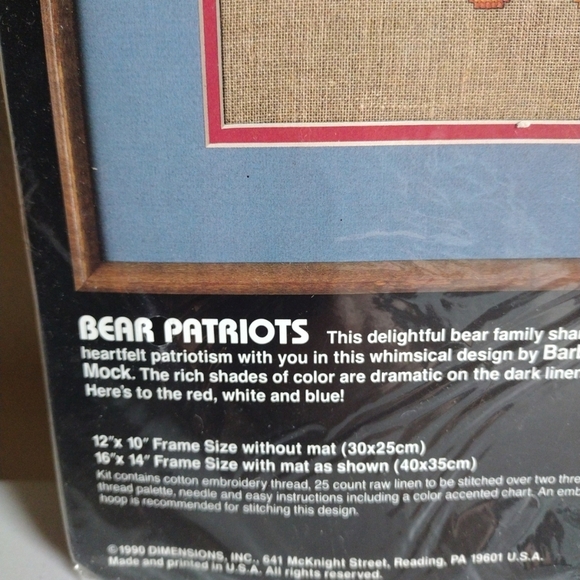 BEAR PATRIOTS This delightful bear family
heartfelt patriotism with you in this whimsical design by
Mock. The rich shades of color are dramatic on the dark
Here's to the red, white and blue!
12"x 10" Frame Size without mat (30x25cm)
16"x 14" Frame Size with mat as shown (40x35cm)
Kit contains cotton embroidery thread, 25 count raw linen to be stitched over two
thread palette, needle and easy instructions including a color accented chart. An
hoop is recommended for stitching this design.
©1990 DIMENSIONS, INC., 641 McKnight Street, Reading, PA 19601 U.S.A.
Made and printed in U.S.A. All rights reserved.